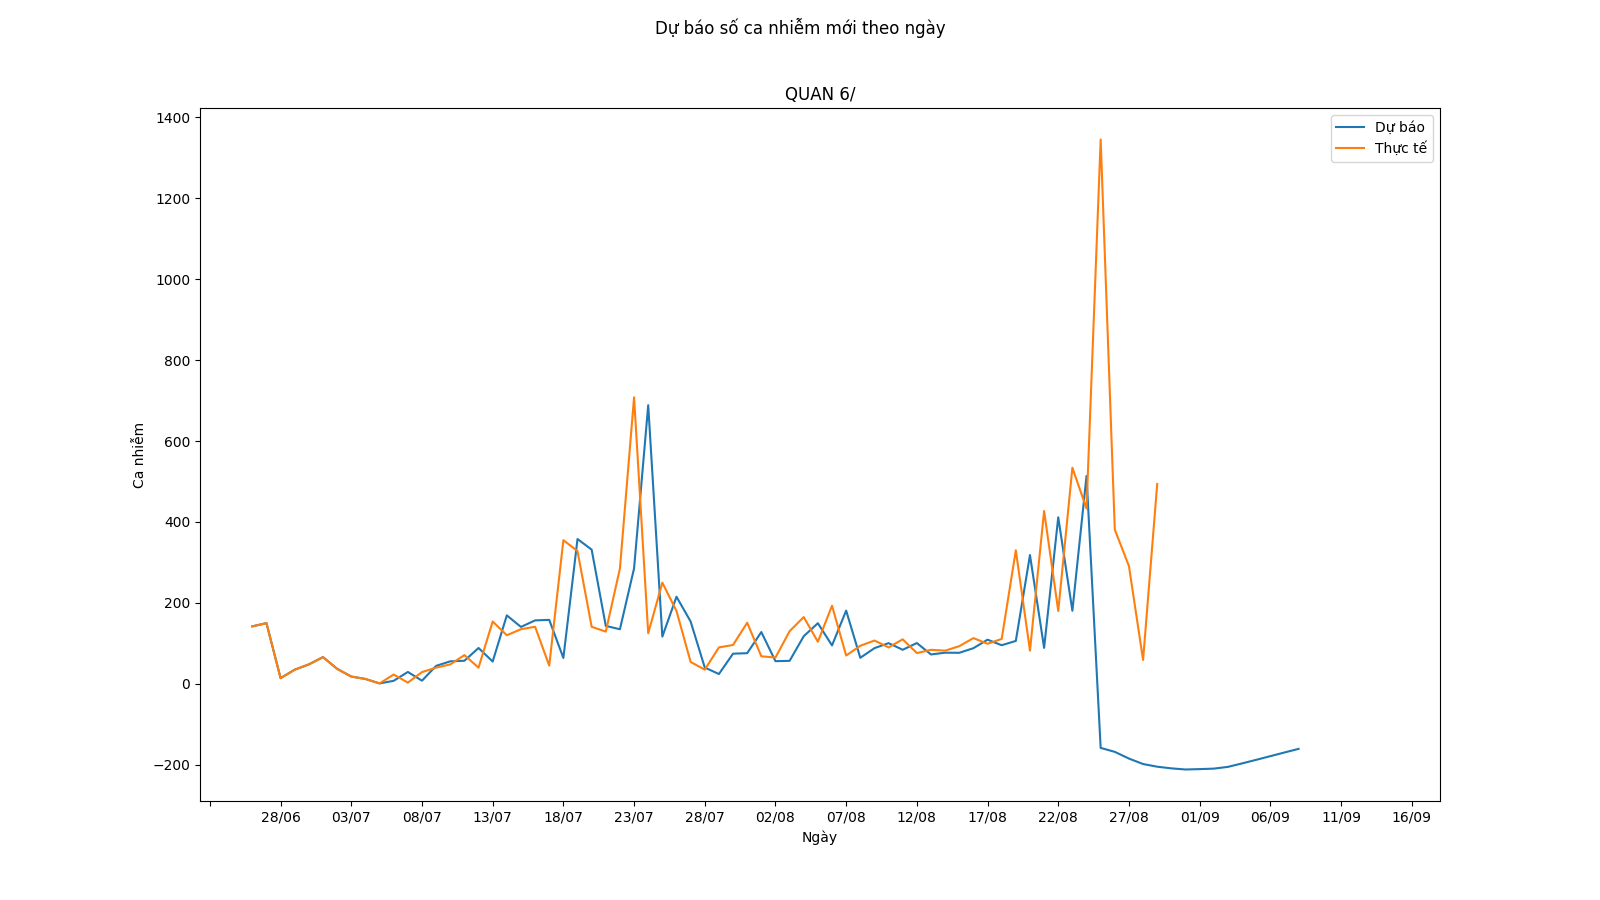 Dự báo số ca nhiễm mới theo ngày
QUAN 6/
1400
1200
1000
800
600
400
200
0
−200
Ca nhiễm
Dự báo
Thực tế
28/06 03/07 08/07 13/07 18/07 23/07 28/07 02/08 07/08 12/08 17/08 22/08 27/08 01/09 06/09 11/09 16/09
Ngày